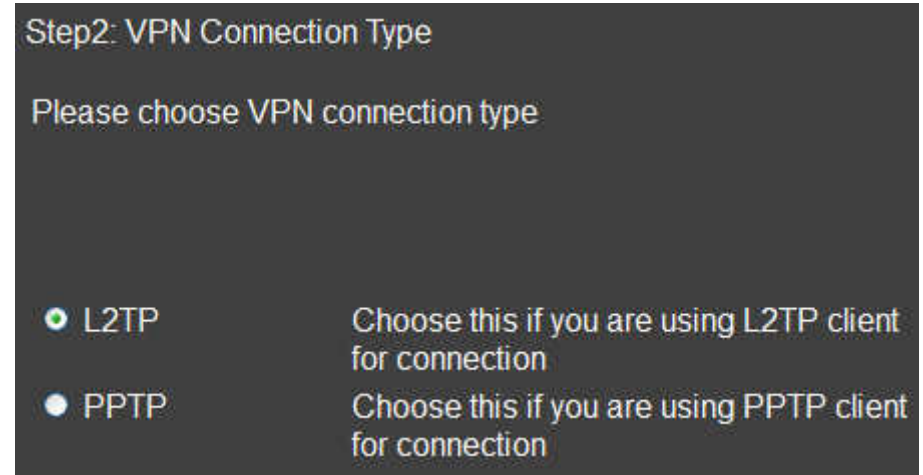 Step2: VPN Connection Type
Please choose VPN connection type
L2TP Choose this if you are using L2TP client
for connection
PPTP Choose this if you are using PPTP client
for connection